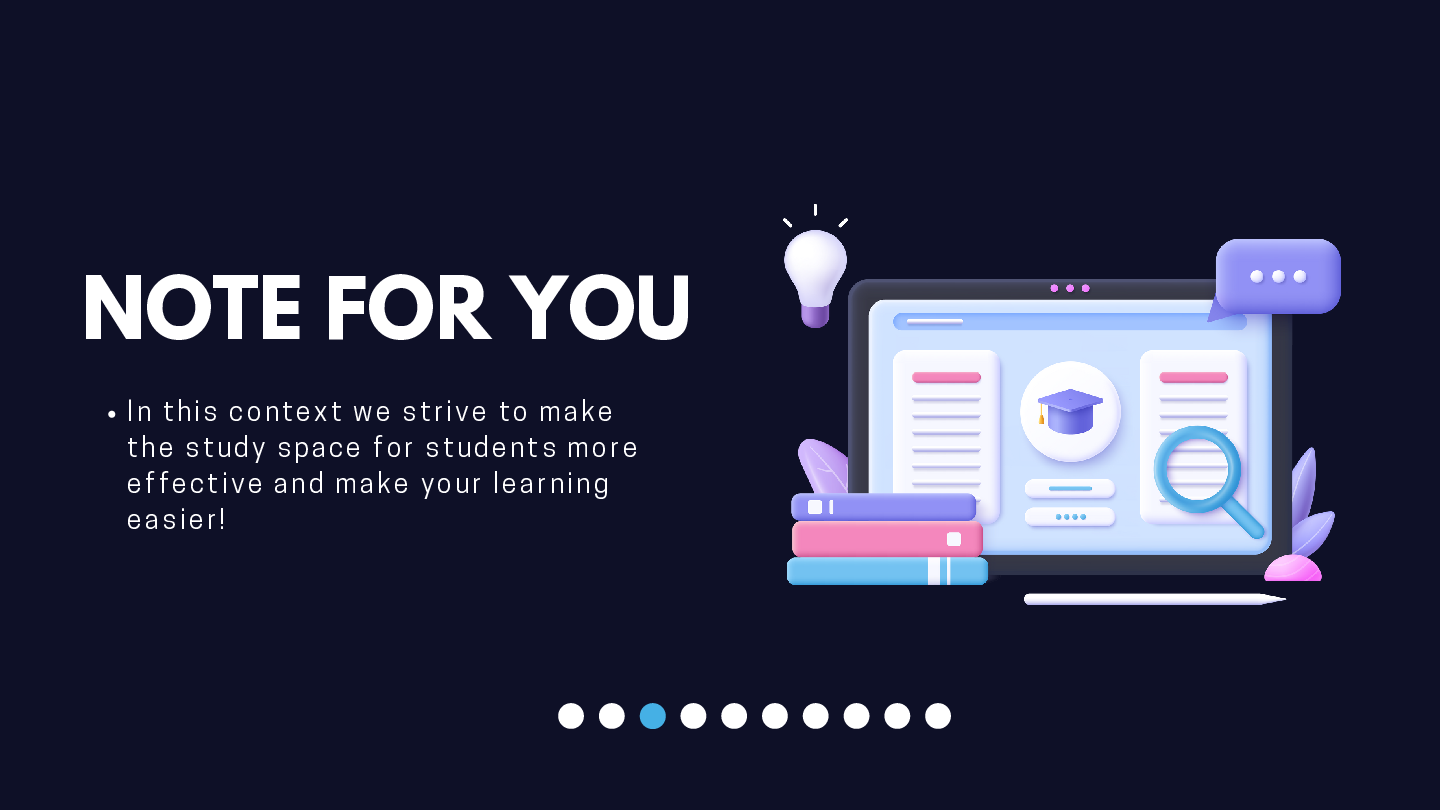 NOTE FOR YOU
• In this context we strive to make
the study space for students more
effective and make your learning
easier!